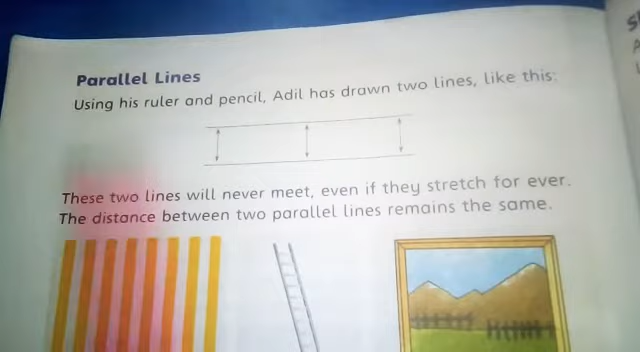 Parallel Lines
Using his ruler and pencil, Adil has drawn two lines, like this:
These two lines will never meet, even if they stretch for ever.
The distance between two parallel lines remains the same.